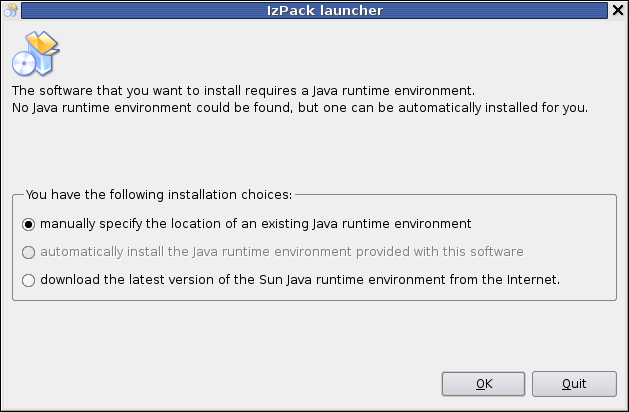 IzPack launcher
The software that you want to install requires a Java runtime environment.
No Java runtime environment could be found, but one can be automatically installed for you.
You have the following installation choices:
manually specify the location of an existing Java runtime environment
automatically install the Java runtime environment provided with this software
download the latest version of the Sun Java runtime environment from the Internet.
OK
Quit